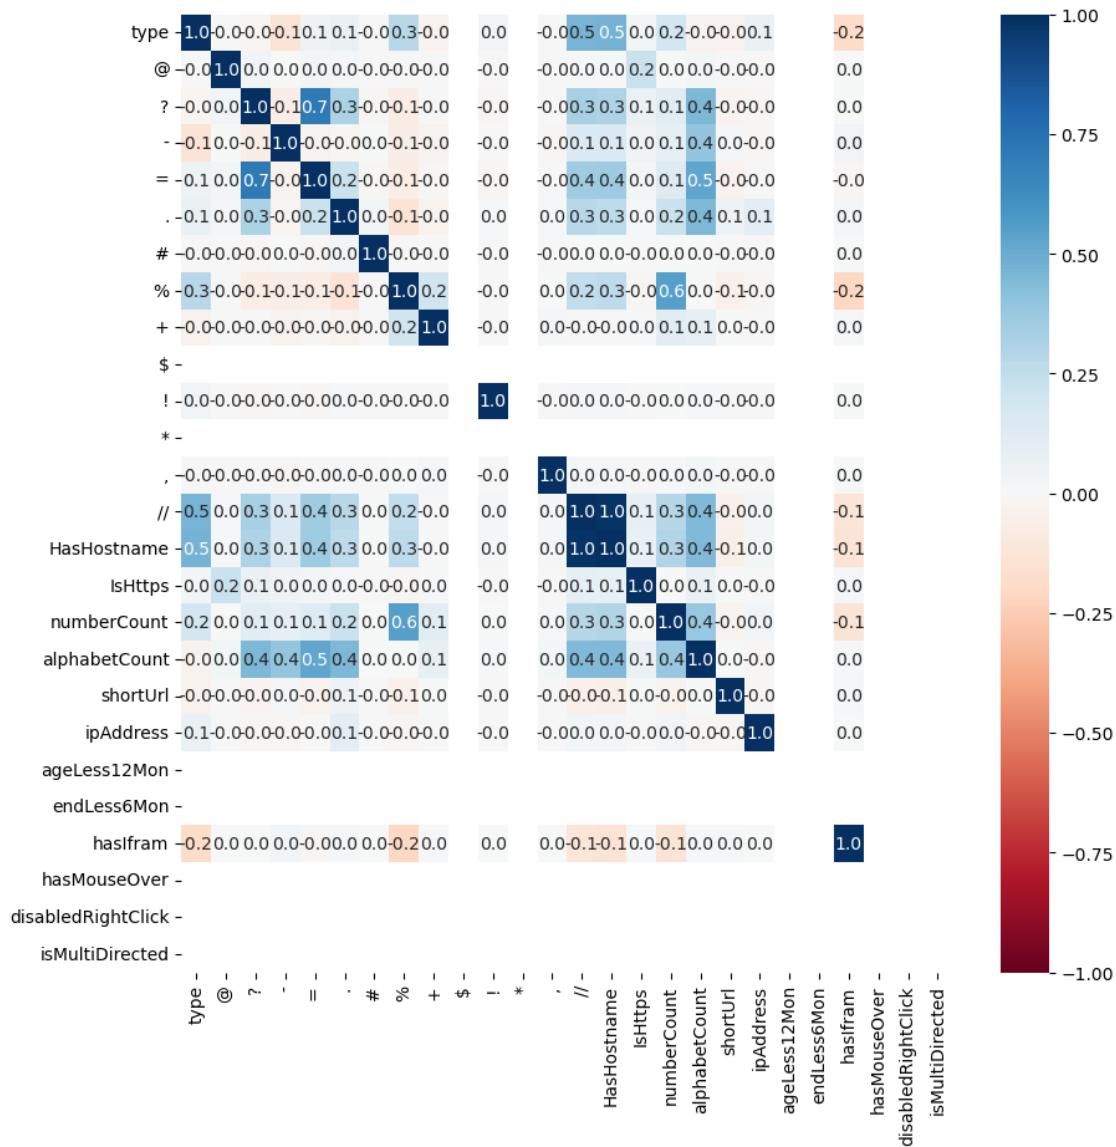 type 1.0 -0.0 -0.0 -0.1 0.1 0.1 -0.0 0.3 -0.0 0.0 -0.0 0.5 0.5 0.0 0.2 -0.0 -0.0 0.1 -0.2 1.00
@ -0.0 1.0 0.0 0.0 0.0 0.0 -0.0 -0.0 -0.0 -0.0 -0.0 0.0 0.0 0.2 0.0 0.0 -0.0 -0.0 0.0
? -0.0 0.0 1.0 -0.1 0.7 0.3 -0.0 -0.1 -0.0 -0.0 -0.0 0.3 0.3 0.1 0.1 0.4 -0.0 -0.0 0.0 0.75
- -0.1 0.0 -0.1 1.0 -0.0 -0.0 -0.0 -0.1 -0.0 -0.0 -0.0 0.1 0.1 0.0 0.1 0.4 -0.0 -0.0 0.0
= 0.1 0.0 0.7 -0.0 1.0 0.2 -0.0 -0.1 -0.0 -0.0 -0.0 0.4 0.4 0.0 0.1 0.5 -0.0 -0.0 -0.0 0.50
. 0.1 0.0 0.3 -0.0 0.2 1.0 0.0 -0.1 -0.0 0.0 0.0 0.3 0.3 -0.0 0.2 0.4 0.1 0.1 0.0
# -0.0 -0.0 -0.0 -0.0 -0.0 0.0 1.0 -0.0 -0.0 -0.0 -0.0 0.0 0.0 -0.0 0.0 0.0 -0.0 -0.0 0.0
% 0.3 -0.0 -0.1 -0.1 -0.1 -0.1 -0.0 1.0 0.2 -0.0 0.0 0.2 0.3 -0.0 0.6 0.0 -0.1 -0.0 -0.2 0.25
+ -0.0 -0.0 -0.0 -0.0 -0.0 -0.0 -0.0 0.2 1.0 -0.0 0.0 -0.0 -0.0 0.0 0.1 0.1 0.0 -0.0 0.0
$
! 0.0 -0.0 -0.0 -0.0 -0.0 0.0 -0.0 -0.0 -0.0 1.0 -0.0 0.0 0.0 -0.0 0.0 0.0 -0.0 -0.0 0.0
*
, -0.0 -0.0 -0.0 -0.0 -0.0 0.0 -0.0 0.0 0.0 -0.0 1.0 0.0 0.0 -0.0 0.0 0.0 -0.0 -0.0 0.0 0.00
// 0.5 0.0 0.3 0.1 0.4 0.3 0.0 0.2 -0.0 0.0 0.0 1.0 1.0 0.1 0.3 0.4 -0.0 0.0 -0.1
HasHostname 0.5 0.0 0.3 0.1 0.4 0.3 0.0 0.3 -0.0 0.0 0.0 1.0 1.0 0.1 0.3 0.4 -0.1 0.0 -0.1
IsHttps 0.0 0.2 0.1 0.0 0.0 -0.0 -0.0 -0.0 0.0 -0.0 -0.0 0.1 0.1 1.0 0.0 0.1 0.0 -0.0 0.0 −0.25
numberCount 0.2 0.0 0.1 0.1 0.1 0.2 0.0 0.6 0.1 0.0 0.0 0.3 0.3 0.0 1.0 0.4 -0.0 0.0 -0.1
alphabetCount -0.0 0.0 0.4 0.4 0.5 0.4 0.0 0.0 0.1 0.0 0.0 0.4 0.4 0.1 0.4 1.0 0.0 -0.0 0.0
shortUrl -0.0 -0.0 -0.0 -0.0 -0.0 0.1 -0.0 -0.1 0.0 -0.0 -0.0 -0.0 -0.1 0.0 -0.0 0.0 1.0 -0.0 0.0 −0.50
ipAddress 0.1 -0.0 -0.0 -0.0 -0.0 0.1 -0.0 -0.0 -0.0 -0.0 -0.0 0.0 0.0 -0.0 0.0 -0.0 -0.0 1.0 0.0
ageLess12Mon
endLess6Mon
hasIfram -0.2 0.0 0.0 0.0 -0.0 0.0 0.0 -0.2 0.0 0.0 0.0 -0.1 -0.1 0.0 -0.1 0.0 0.0 0.0 1.0 −0.75
hasMouseOver
disabledRightClick
isMultiDirected −1.00
type @ ? - = . # % + $ ! * , // HasHostname IsHttps numberCount alphabetCount shortUrl ipAddress ageLess12Mon endLess6Mon hasIfram hasMouseOver disabledRightClick isMultiDirected